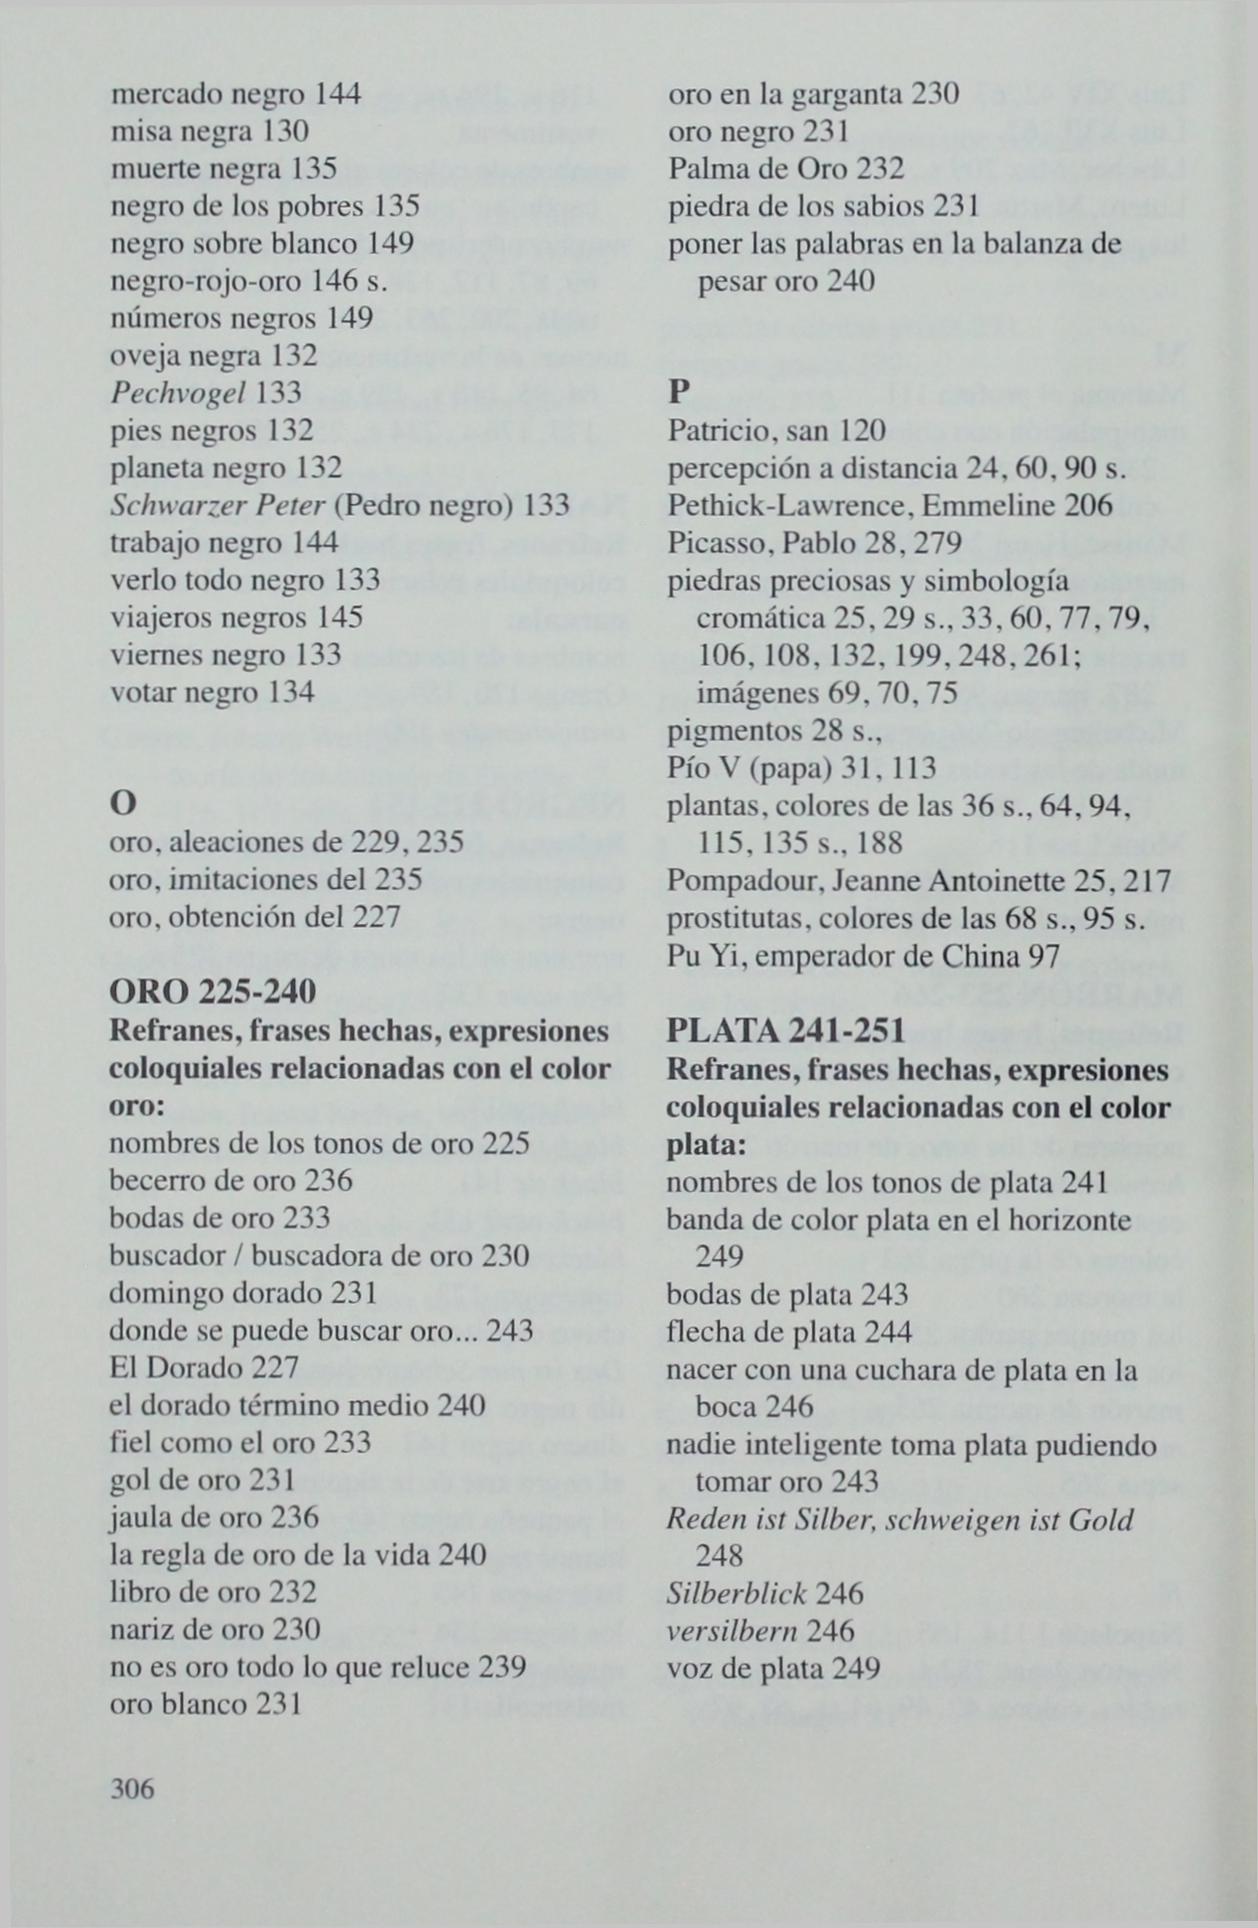 mercado negro 144
misa negra 130
muerte negra 135
negro de los pobres 135
negro sobre blanco 149
negro-rojo-oro 146 s.
números negros 149
oveja negra 132
Pechvogel 133
pies negros 132
planeta negro 132
Schwarzer Peter (Pedro negro) 133
trabajo negro 144
verlo todo negro 133
viajeros negros 145
viernes negro 133
votar negro 134
O
oro, aleaciones de 229, 235
oro, imitaciones del 235
oro, obtención del 227
ORO 225-240
Refranes, frases hechas, expresiones
coloquiales relacionadas con el color
oro:
nombres de los tonos de oro 225
becerro de oro 236
bodas de oro 233
buscador / buscadora de oro 230
domingo dorado 231
donde se puede buscar oro... 243
El Dorado 227
el dorado término medio 240
fiel como el oro 233
gol de oro 231
jaula de oro 236
la regla de oro de la vida 240
libro de oro 232
nariz de oro 230
no es oro todo lo que reluce 239
oro blanco 231
oro en la garganta 230
oro negro 231
Palma de Oro 232
piedra de los sabios 231
poner las palabras en la balanza de
pesar oro 240
P
Patricio, san 120
percepción a distancia 24, 60, 90 s.
Pethick-Lawrence, Emmeline 206
Picasso, Pablo 28, 279
piedras preciosas y simbología
cromática 25, 29 s., 33, 60, 77, 79,
106, 108, 132, 199, 248, 261;
imágenes 69, 70, 75
pigmentos 28 s.,
Pío V (papa) 31, 113
plantas, colores de las 36 s., 64, 94,
115, 135 s., 188
Pompadour, Jeanne Antoinette 25, 217
prostitutas, colores de las 68 s., 95 s.
Pu Yi, emperador de China 97
PLATA 241-251
Refranes, frases hechas, expresiones
coloquiales relacionadas con el color
plata:
nombres de los tonos de plata 241
banda de color plata en el horizonte
249
bodas de plata 243
flecha de plata 244
nacer con una cuchara de plata en la
boca 246
nadie inteligente toma plata pudiendo
tomar oro 243
Reden ist Silber, schweigen ist Gold
248
Silberblick 246
versilbern 246
voz de plata 249
306